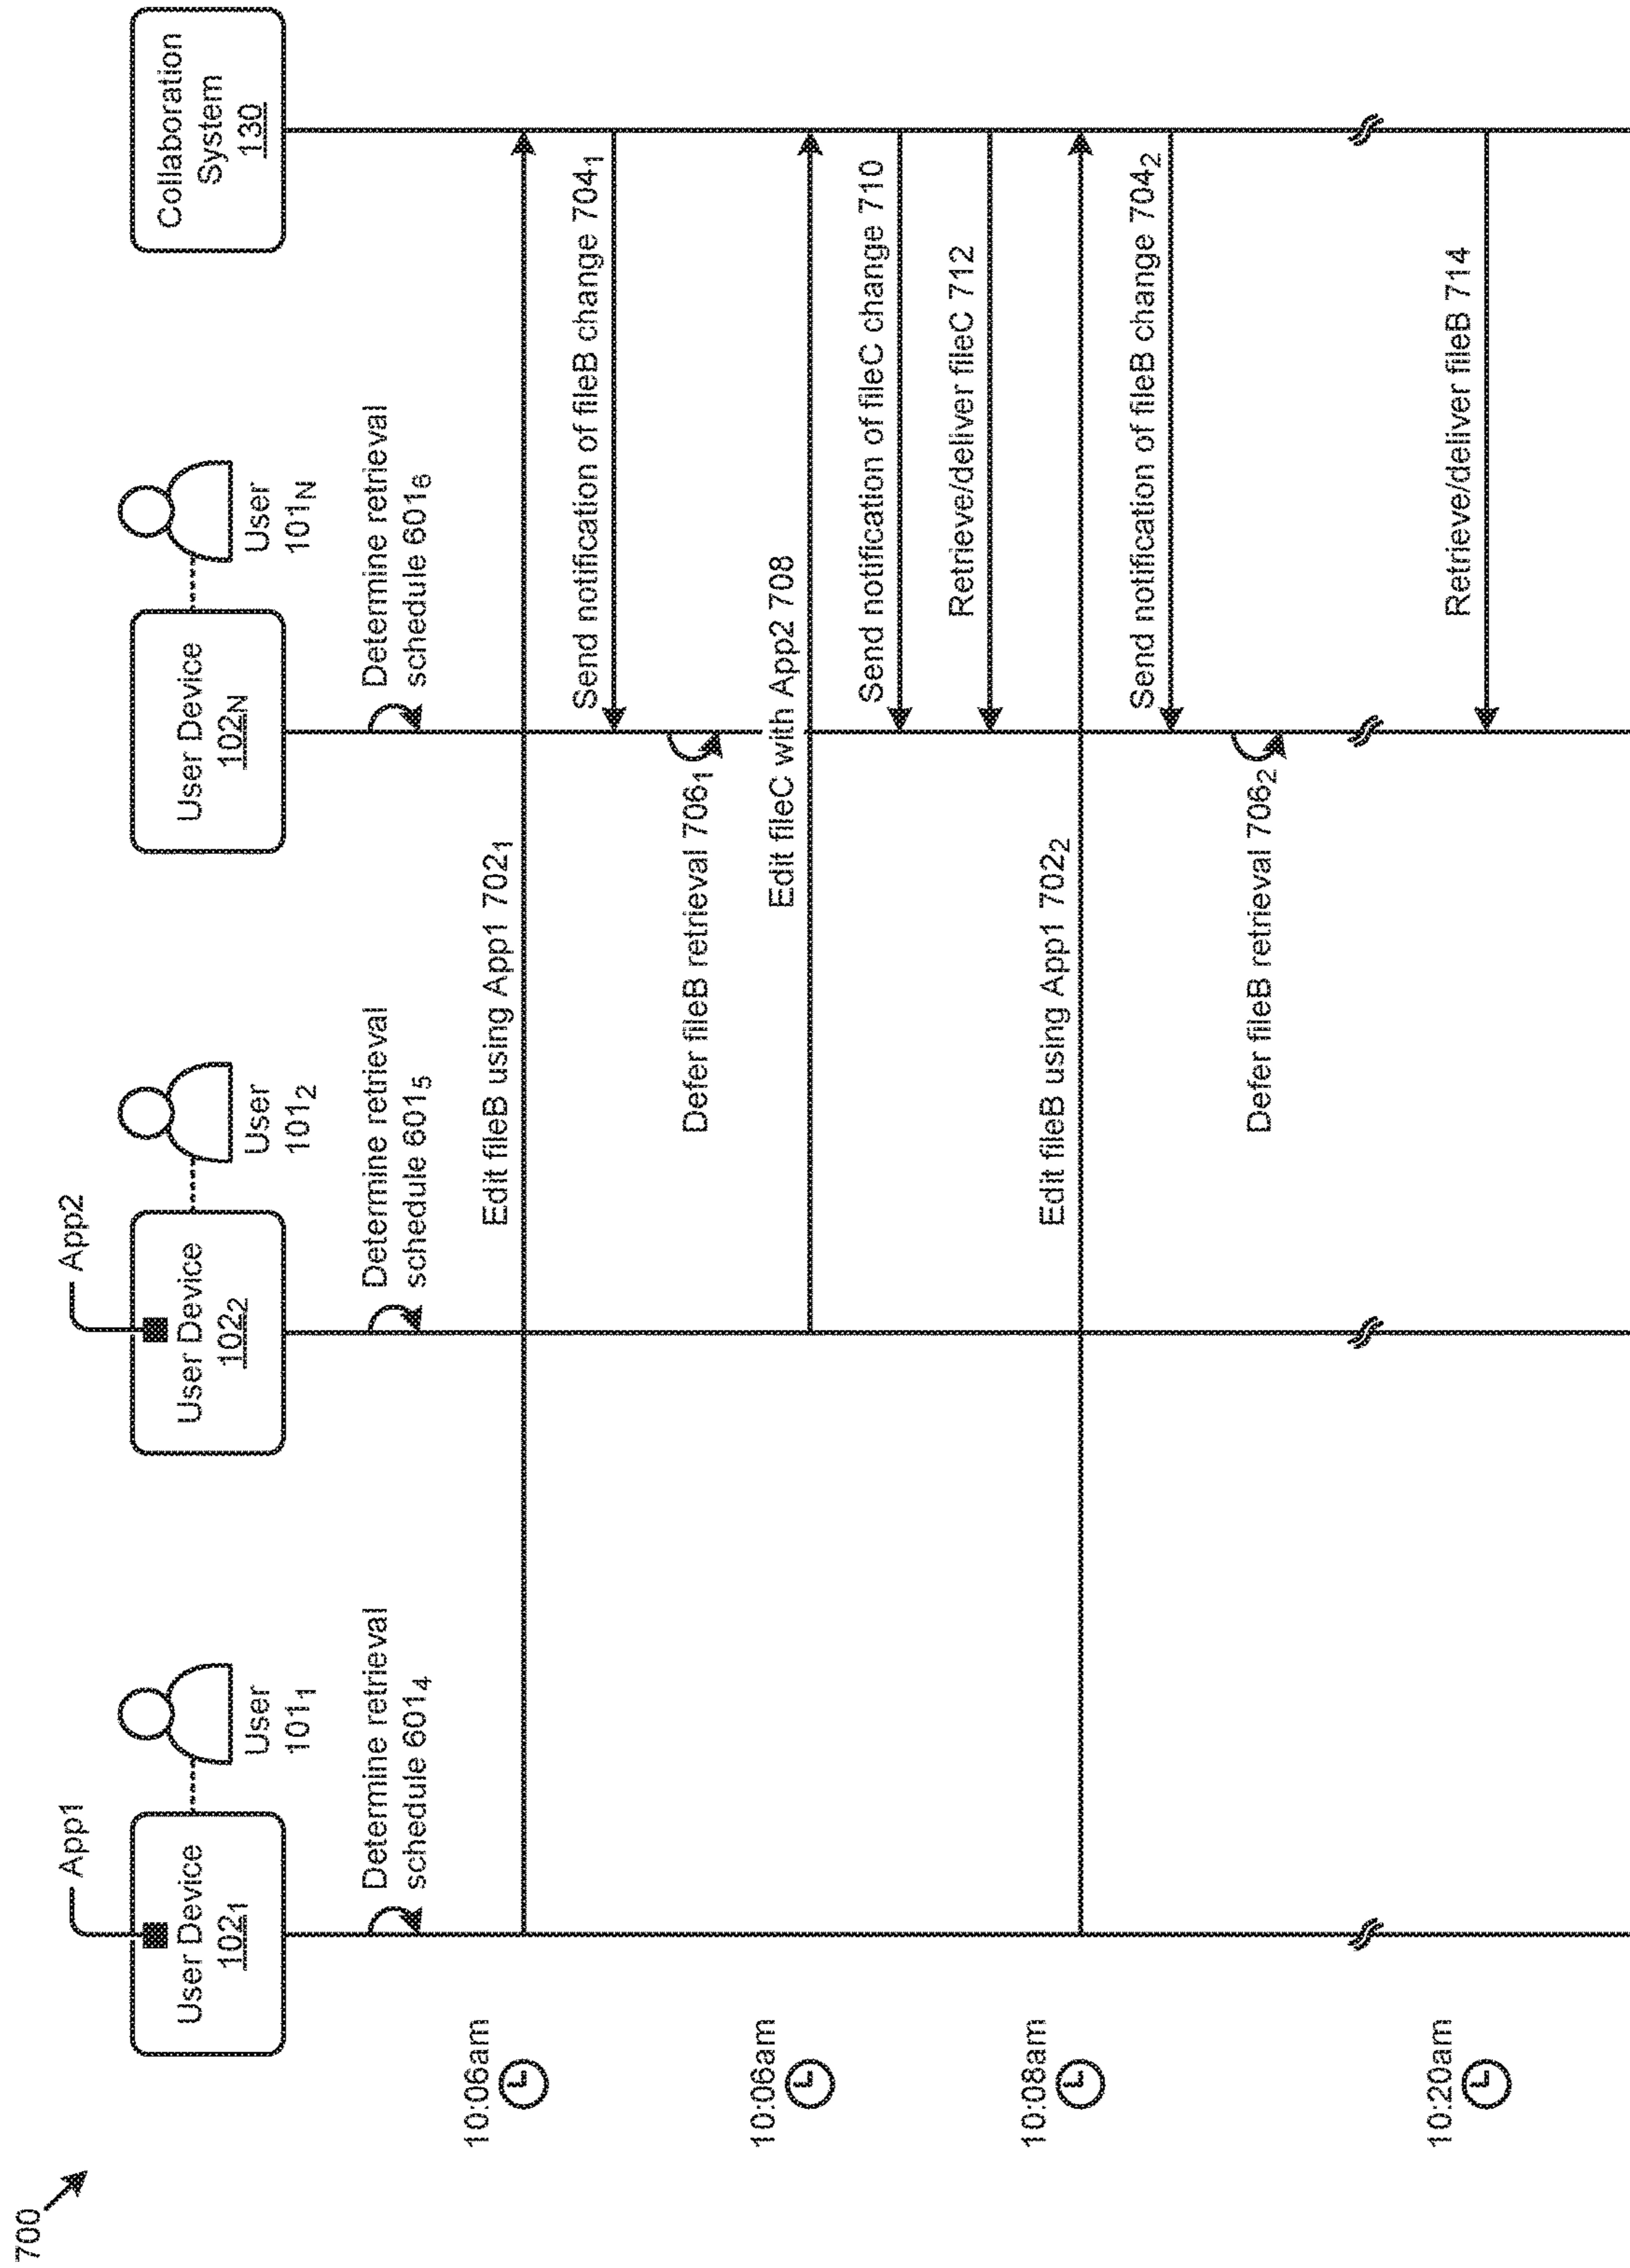 700
App1
App2
User Device
102₁
User
101₁
User Device
102₂
User
101₂
User Device
102N
User
101N
Collaboration
System
130
Determine retrieval
schedule 601₄
Determine retrieval
schedule 601₅
Determine retrieval
schedule 601₆
10:06am
Edit fileB using App1 702₁
Send notification of fileB change 704₁
Defer fileB retrieval 706₁
10:06am
Edit fileC with App2 708
Send notification of fileC change 710
Retrieve/deliver fileC 712
10:08am
Edit fileB using App1 702₂
Send notification of fileB change 704₂
Defer fileB retrieval 706₂
10:20am
Retrieve/deliver fileB 714